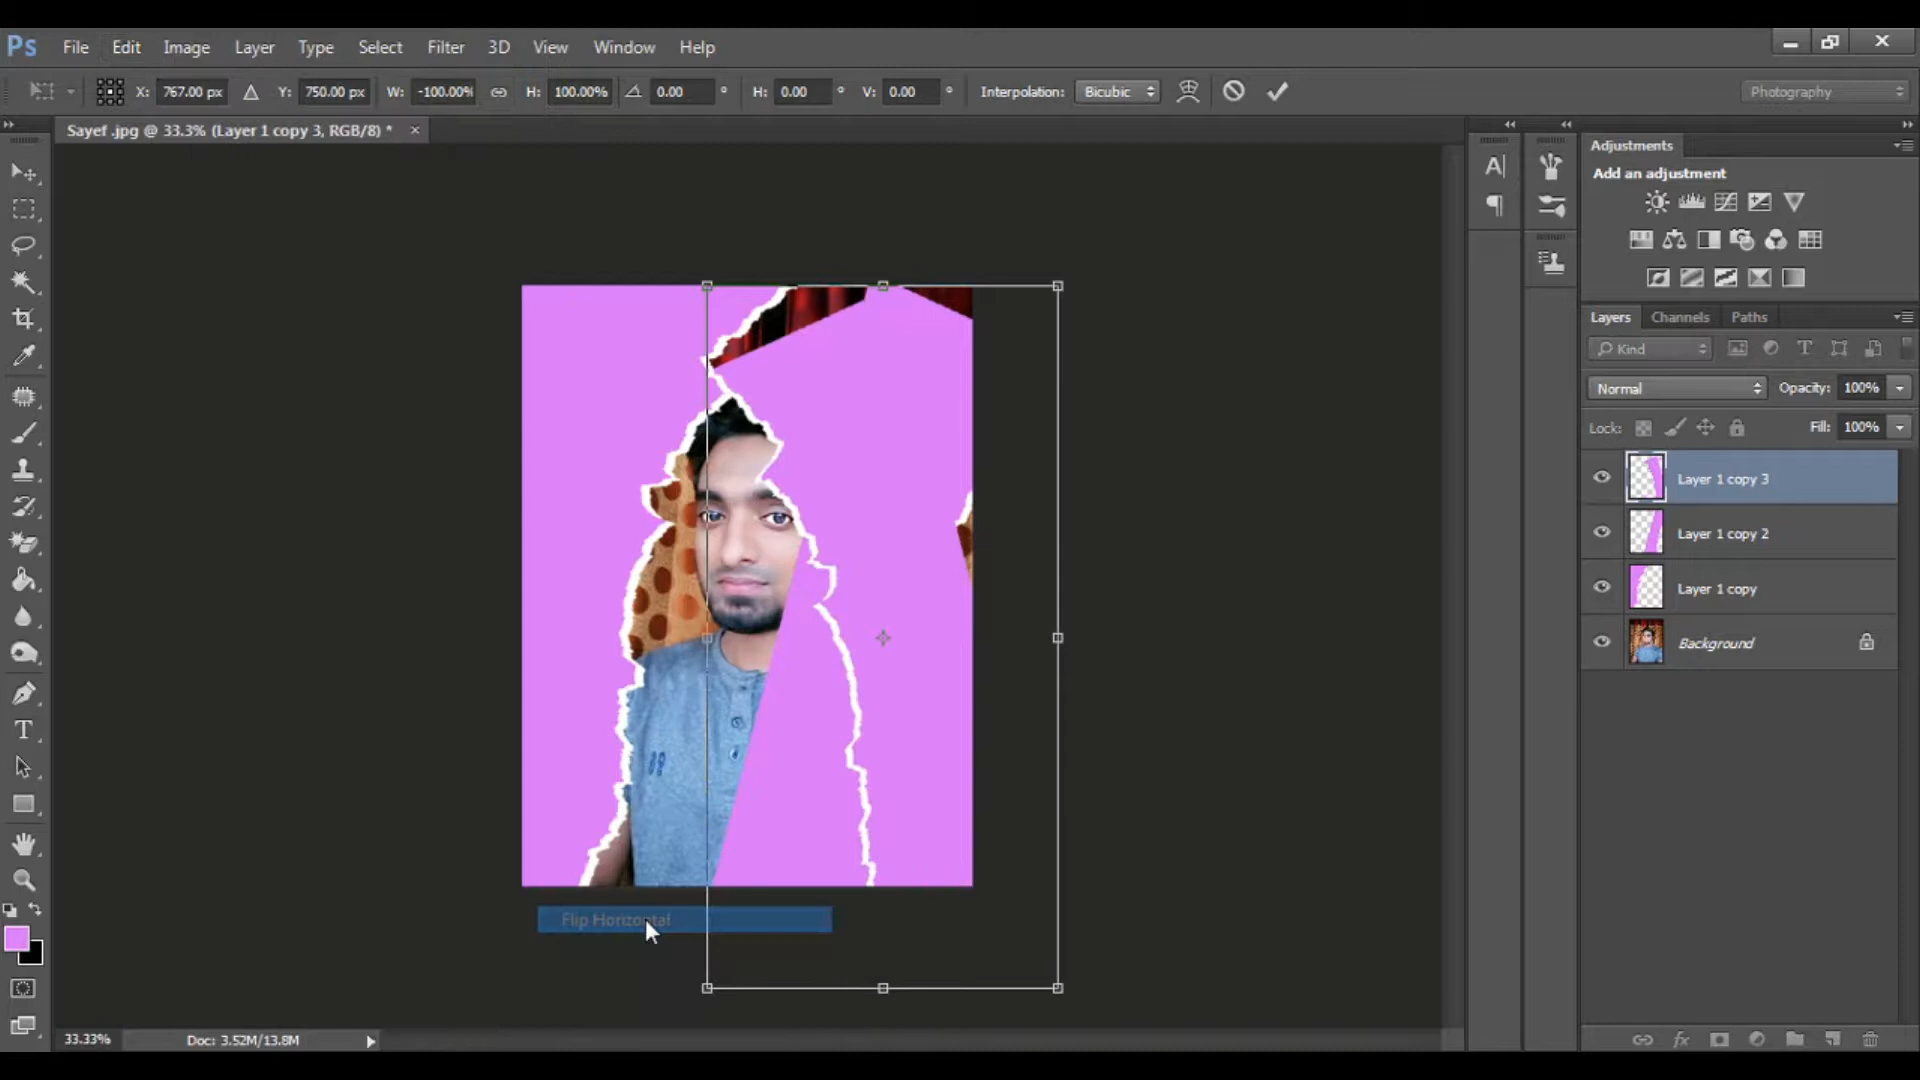 Ps File Edit Image Layer Type Select Filter 3D View Window Help
X: 767.00 px Y: 750.00 px W: -100.00% H: 100.00% 0.00 ° H: 0.00 ° V: 0.00 ° Interpolation: Bicubic Photography
Sayef .jpg @ 33.3% (Layer 1 copy 3, RGB/8) * ×
Adjustments
Add an adjustment
Layers Channels Paths
Kind
Normal Opacity: 100%
Lock: Fill: 100%
Layer 1 copy 3
Layer 1 copy 2
Layer 1 copy
Background
Flip Horizontal
33.33% Doc: 3.52M/13.8M